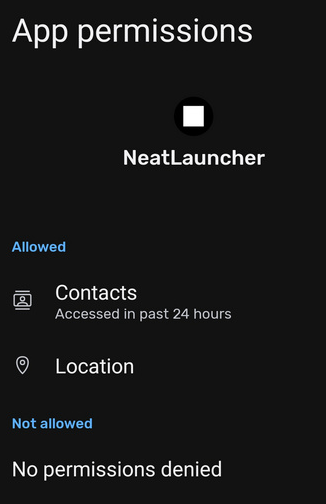 App permissions
NeatLauncher
Allowed
Contacts
Accessed in past 24 hours
Location
Not allowed
No permissions denied